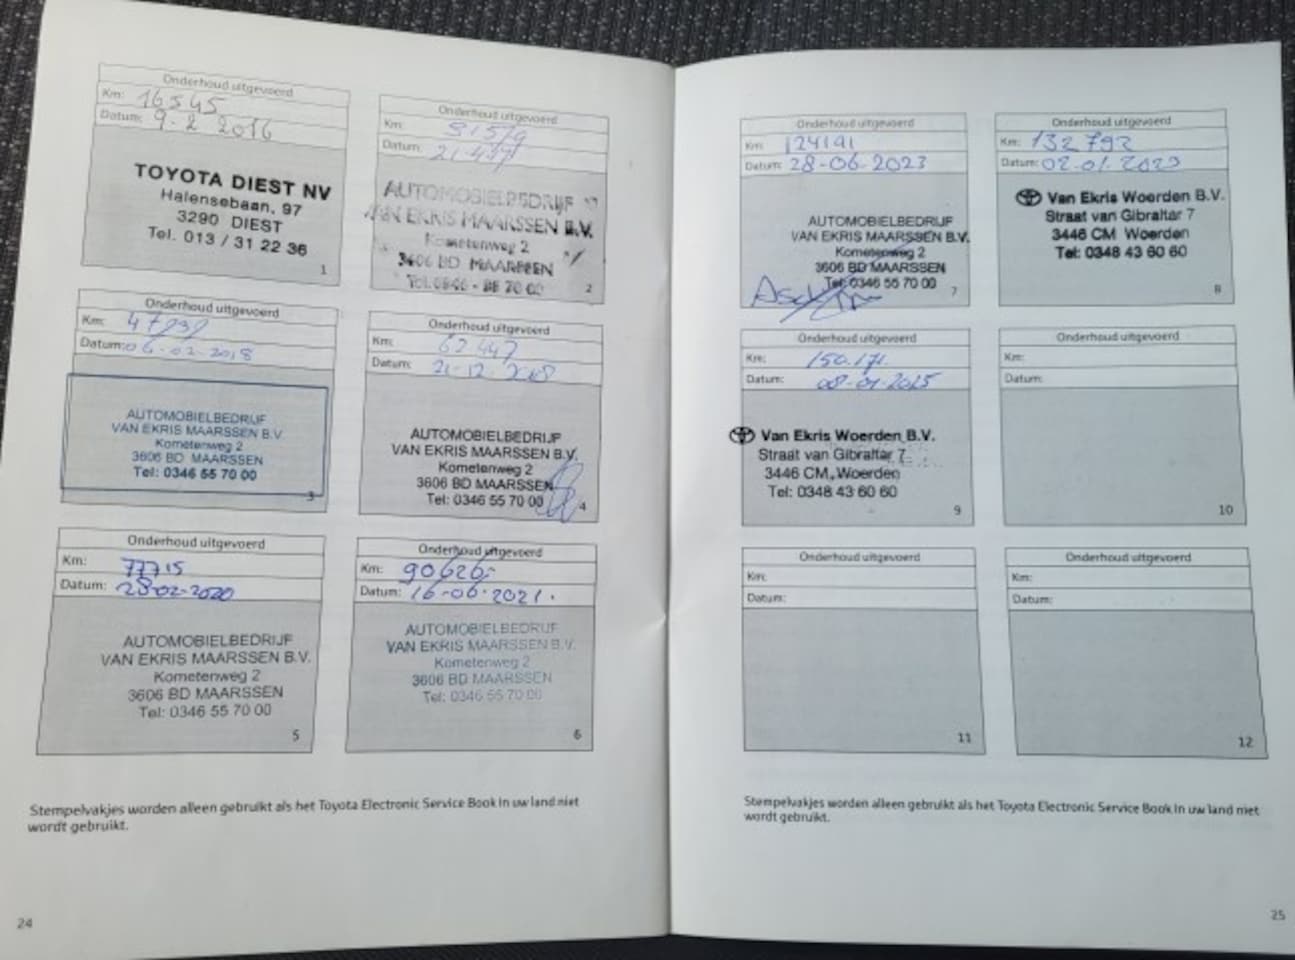 Onderhoud uitgevoerd
Km: 16545
Datum: 9-2 2016
TOYOTA DIEST NV
Halensebaan, 97
3290 DIEST
Tel. 013 / 31 22 36
1
Onderhoud uitgevoerd
Km:
Datum:
AUTOMOBIELBEDRIJF
VAN EKRIS MAARSSEN B.V.
Kometenweg 2
3606 BD MAARSSEN
2
Onderhoud uitgevoerd
Km:
Datum: 06-02-2018
AUTOMOBIELBEDRIJF
VAN EKRIS MAARSSEN B.V.
Kometenweg 2
3606 BD MAARSSEN
Tel: 0346 55 70 00
3
Onderhoud uitgevoerd
Km: 62447
Datum: 21-12-2018
AUTOMOBIELBEDRIJF
VAN EKRIS MAARSSEN B.V.
Kometenweg 2
3606 BD MAARSSEN
Tel: 0346 55 70 00
4
Onderhoud uitgevoerd
Km: 77715
Datum: 28-02-2020
AUTOMOBIELBEDRIJF
VAN EKRIS MAARSSEN B.V.
Kometenweg 2
3606 BD MAARSSEN
Tel: 0346 55 70 00
5
Onderhoud uitgevoerd
Km: 90626
Datum: 16-06-2021.
AUTOMOBIELBEDRIJF
VAN EKRIS MAARSSEN B.V.
Kometenweg 2
3606 BD MAARSSEN
Tel: 0346 55 70 00
6
Stempelvakjes worden alleen gebruikt als het Toyota Electronic Service Book in uw land niet
wordt gebruikt.
24
Onderhoud uitgevoerd
Km: 124191
Datum: 28-06-2023
AUTOMOBIELBEDRIJF
VAN EKRIS MAARSSEN B.V.
Kometenweg 2
3606 BD MAARSSEN
Tel: 0346 55 70 00
7
Onderhoud uitgevoerd
Km: 132792
Datum:
Van Ekris Woerden B.V.
Straat van Gibraltar 7
3446 CM Woerden
Tel: 0348 43 60 60
8
Onderhoud uitgevoerd
Km: 150.171.
Datum: 08-01-2025
Van Ekris Woerden B.V.
Straat van Gibraltar 7
3446 CM, Woerden
Tel: 0348 43 60 60
9
Onderhoud uitgevoerd
Km:
Datum:
10
Onderhoud uitgevoerd
Km:
Datum:
11
Onderhoud uitgevoerd
Km:
Datum:
12
Stempelvakjes worden alleen gebruikt als het Toyota Electronic Service Book in uw land niet
wordt gebruikt.
25